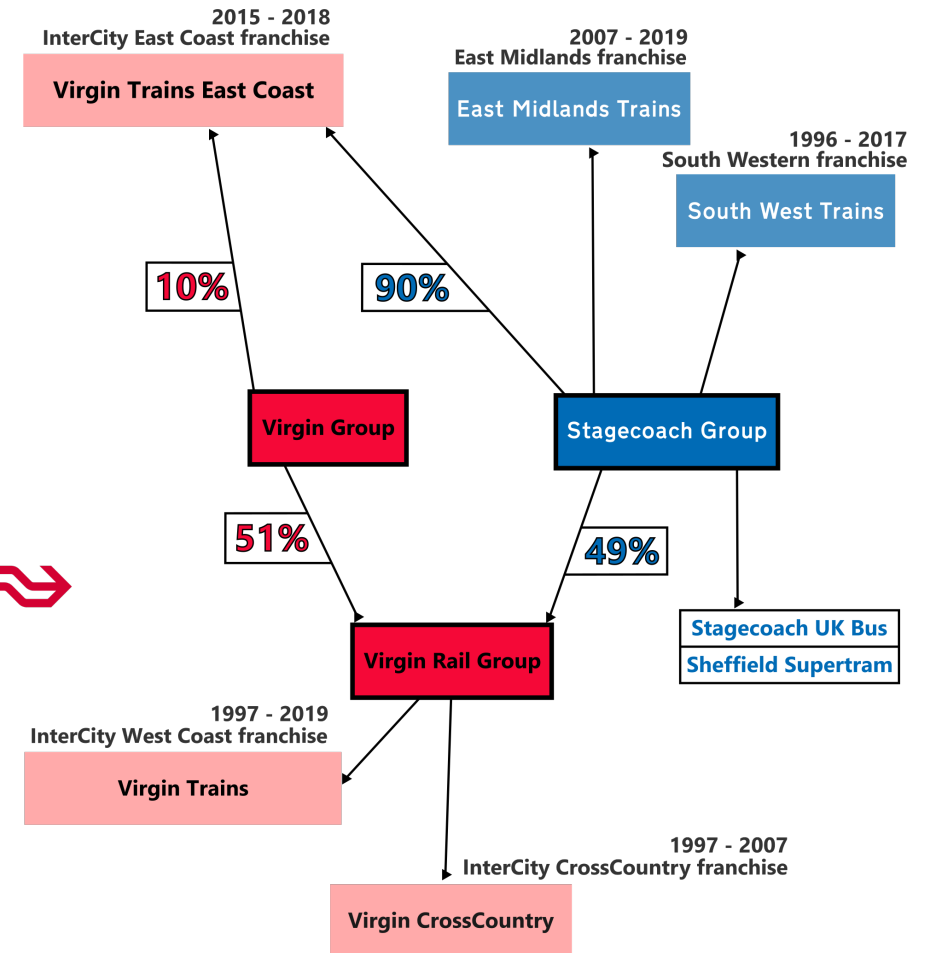 2015 - 2018
InterCity East Coast franchise
Virgin Trains East Coast
2007 - 2019
East Midlands franchise
East Midlands Trains
1996 - 2017
South Western franchise
South West Trains
10%
90%
Virgin Group
Stagecoach Group
51%
49%
Stagecoach UK Bus
Sheffield Supertram
Virgin Rail Group
1997 - 2019
InterCity West Coast franchise
Virgin Trains
1997 - 2007
InterCity CrossCountry franchise
Virgin CrossCountry